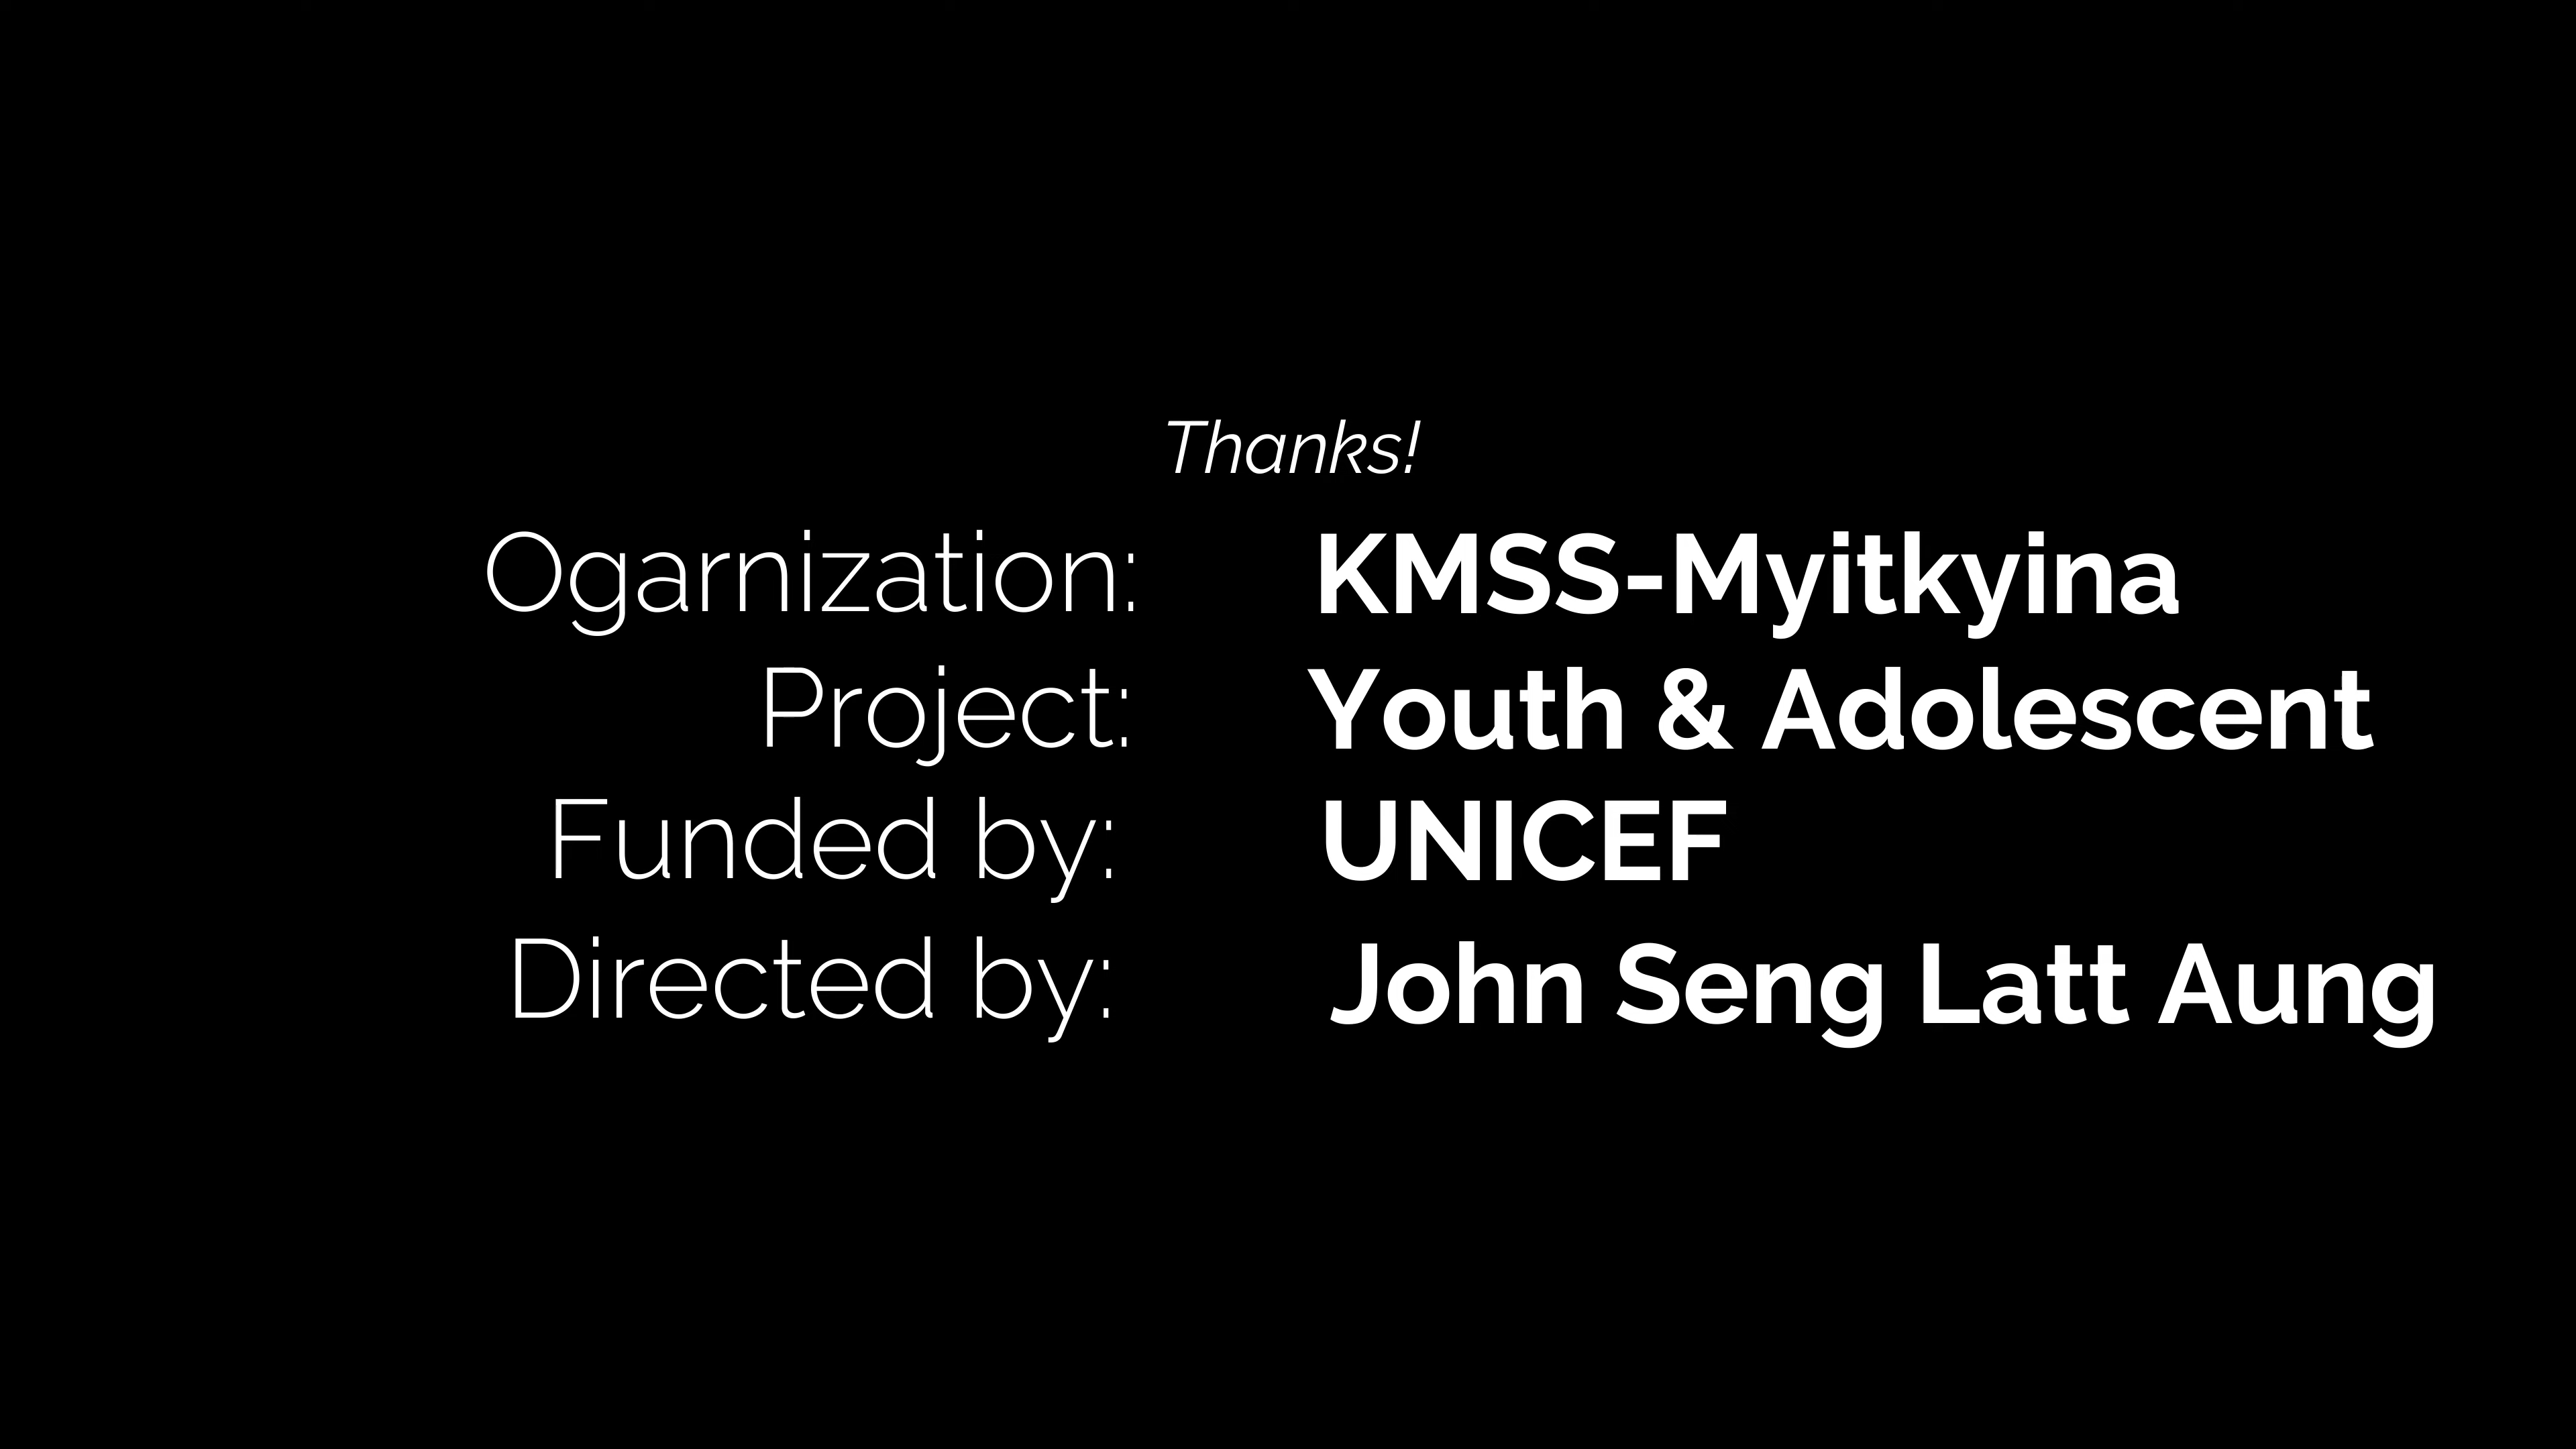 Thanks!
Ogarnization: KMSS-Myitkyina
Project: Youth & Adolescent
Funded by: UNICEF
Directed by: John Seng Latt Aung